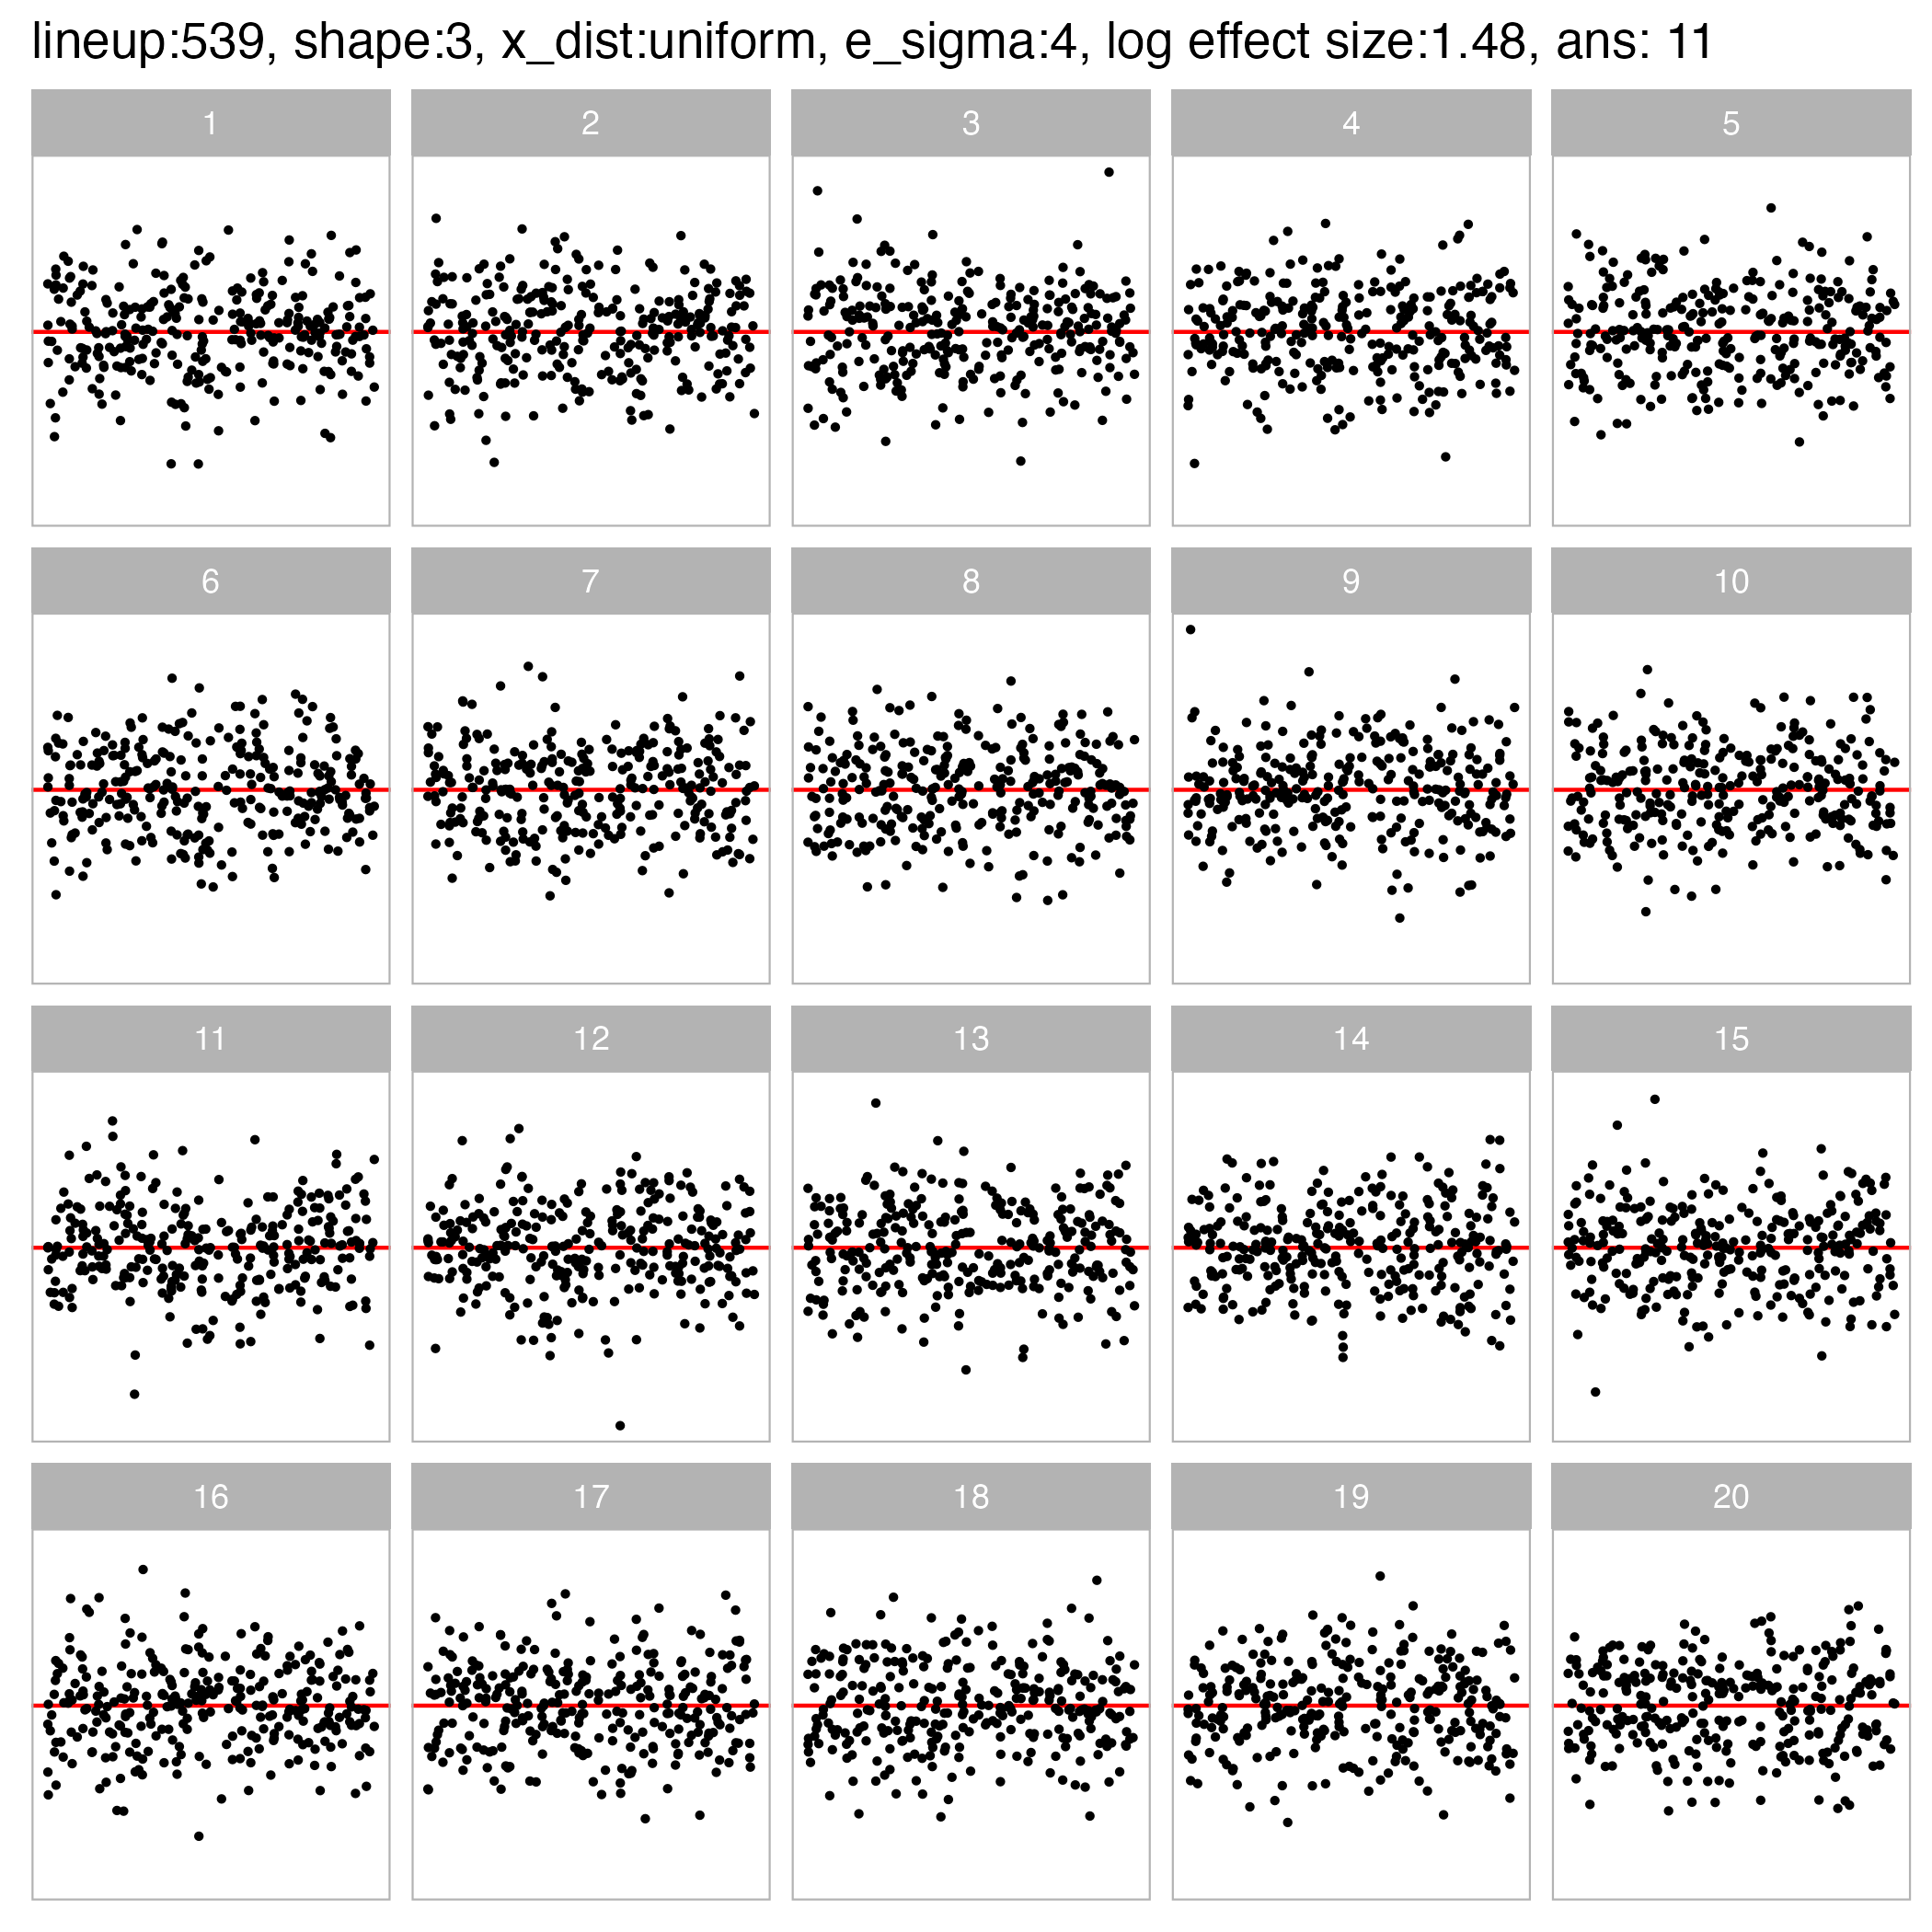 lineup:539, shape:3, x_dist:uniform, e_sigma:4, log effect size:1.48, ans: 11
1 2 3 4 5
6 7 8 9 10
11 12 13 14 15
16 17 18 19 20